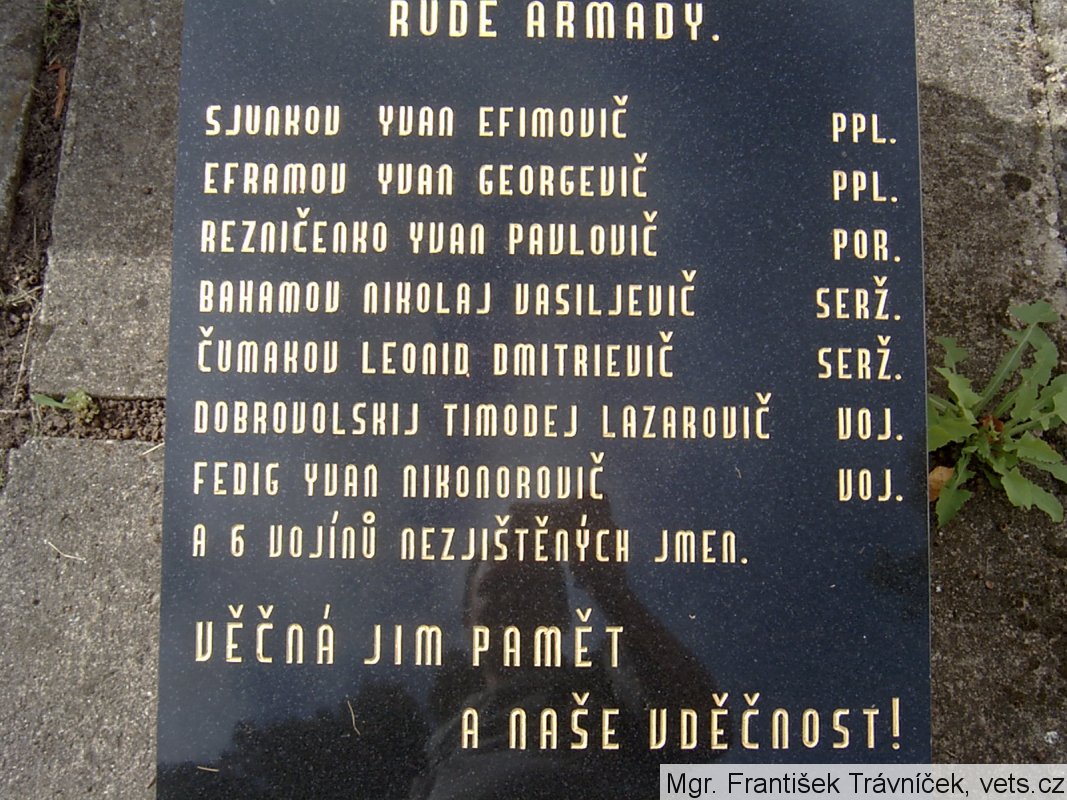 RUDÉ ARMÁDY.
SJUNKOV YVAN EFIMOVIČ PPL.
EFRAMOV YVAN GEORGEVIČ PPL.
REZNIČENKO YVAN PAVLOVIČ POR.
BAHAMOV NIKOLAJ VASILJEVIČ SERŽ.
ČUMAKOV LEONID DMITRIEVIČ SERŽ.
DOBROVOLSKIJ TIMODEJ LAZAROVIČ VOJ.
FEDIG YVAN NIKONOROVIČ VOJ.
A 6 VOJÍNŮ NEZJIŠTĚNÝCH JMEN.
VĚČNÁ JIM PAMĚT
A NAŠE VDĚČNOST!
Mgr. František Trávníček, vets.cz